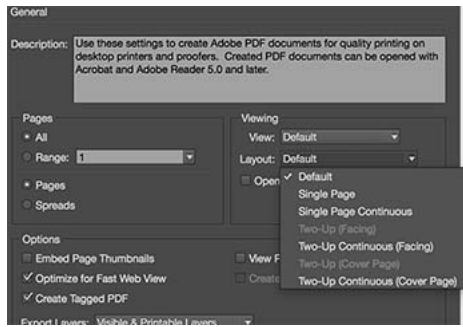 General
Description: Use these settings to create Adobe PDF documents for quality printing on
desktop printers and proofers. Created PDF documents can be opened with
Acrobat and Adobe Reader 5.0 and later.
Pages
All
Range: 1
Pages
Spreads
Viewing
View: Default
Layout: Default
Open
Default
Single Page
Single Page Continuous
Two-Up (Facing)
Two-Up Continuous (Facing)
Two-Up (Cover Page)
Two-Up Continuous (Cover Page)
Options
Embed Page Thumbnails
View
Optimize for Fast Web View
Create
Create Tagged PDF
Export Layers: Visible & Printable Layers